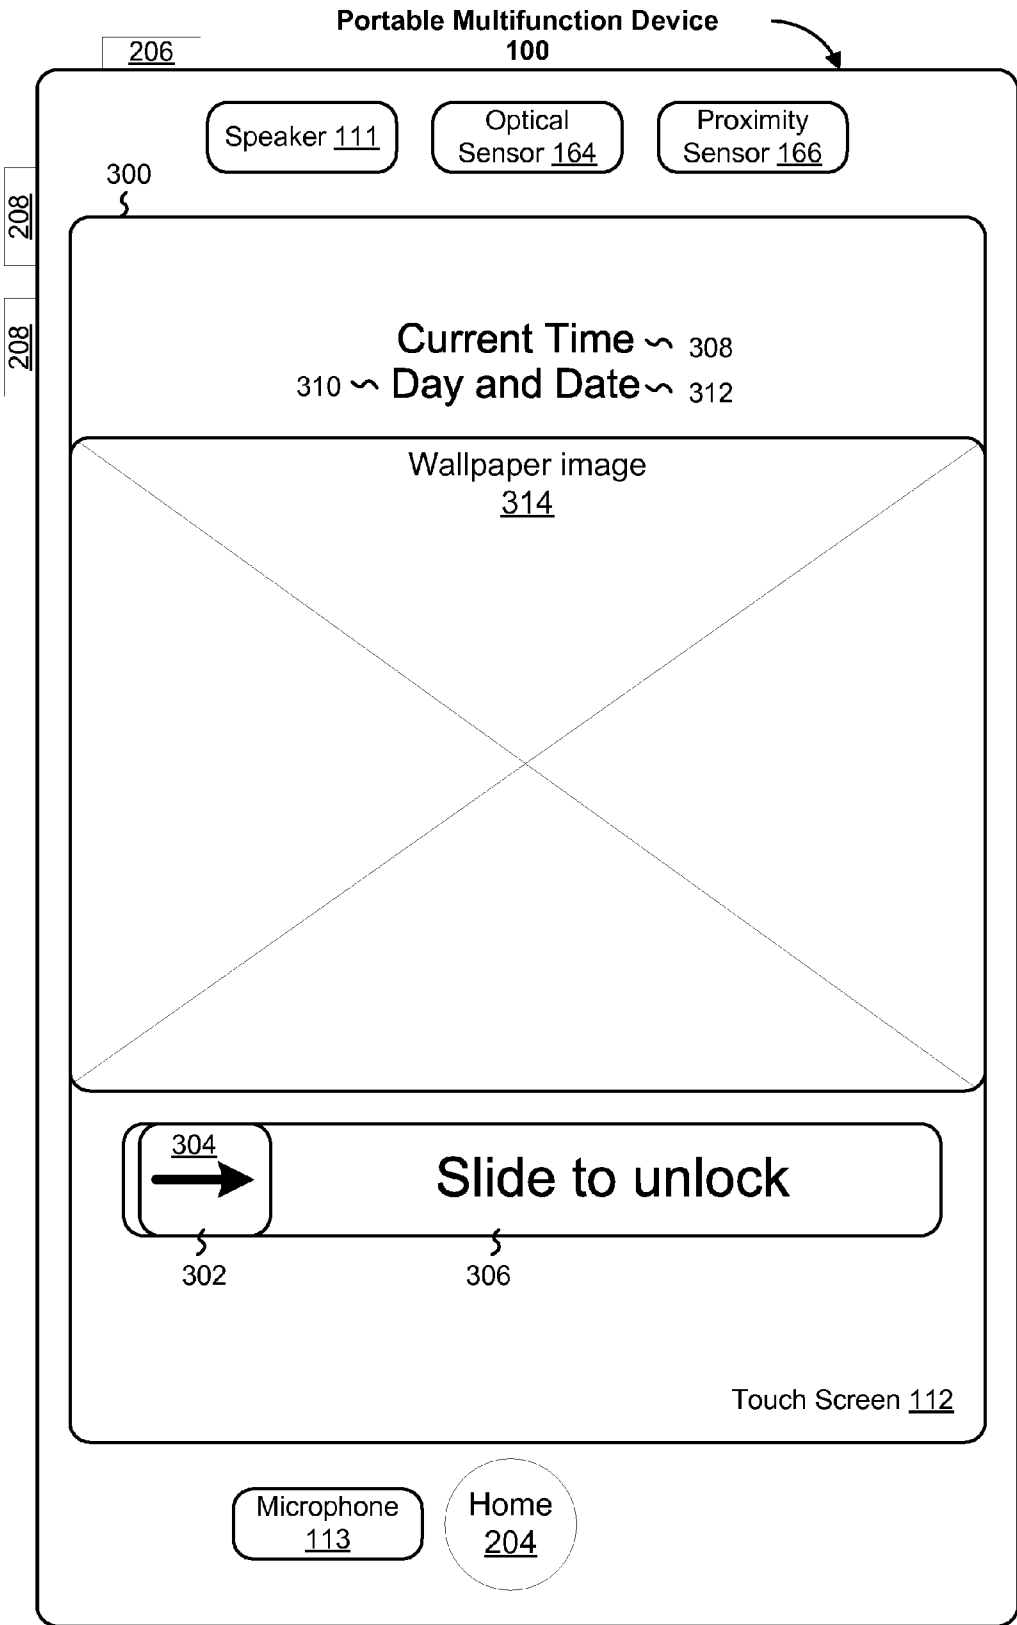 Portable Multifunction Device
100
206
Speaker 111
Optical
Sensor 164
Proximity
Sensor 166
300
208
208
Current Time 308
310 Day and Date 312
Wallpaper image
314
304
Slide to unlock
302
306
Touch Screen 112
Microphone
113
Home
204